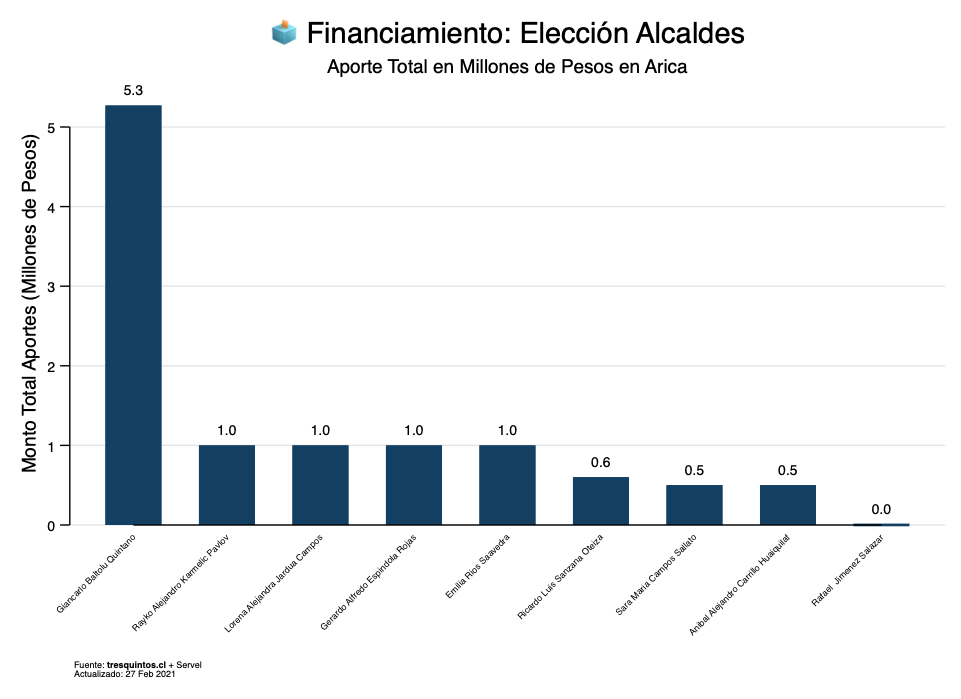 Financiamiento: Elección Alcaldes
Aporte Total en Millones de Pesos en Arica
Monto Total Aportes (Millones de Pesos)
5
4
3
2
1
0
5.3
1.0
1.0
1.0
1.0
0.6
0.5
0.5
0.0
Giancarlo Baltolu Quintano
Rayko Alejandro Karmelic Pavlov
Lorena Alejandra Jardua Campos
Gerardo Alfredo Espindola Rojas
Emilia Rios Saavedra
Ricardo Luis Sanzana Oteiza
Sara Maria Campos Sallato
Anibal Alejandro Carrillo Huaiquilaf
Rafael Jimenez Salazar
Fuente: tresquintos.cl + Servel
Actualizado: 27 Feb 2021